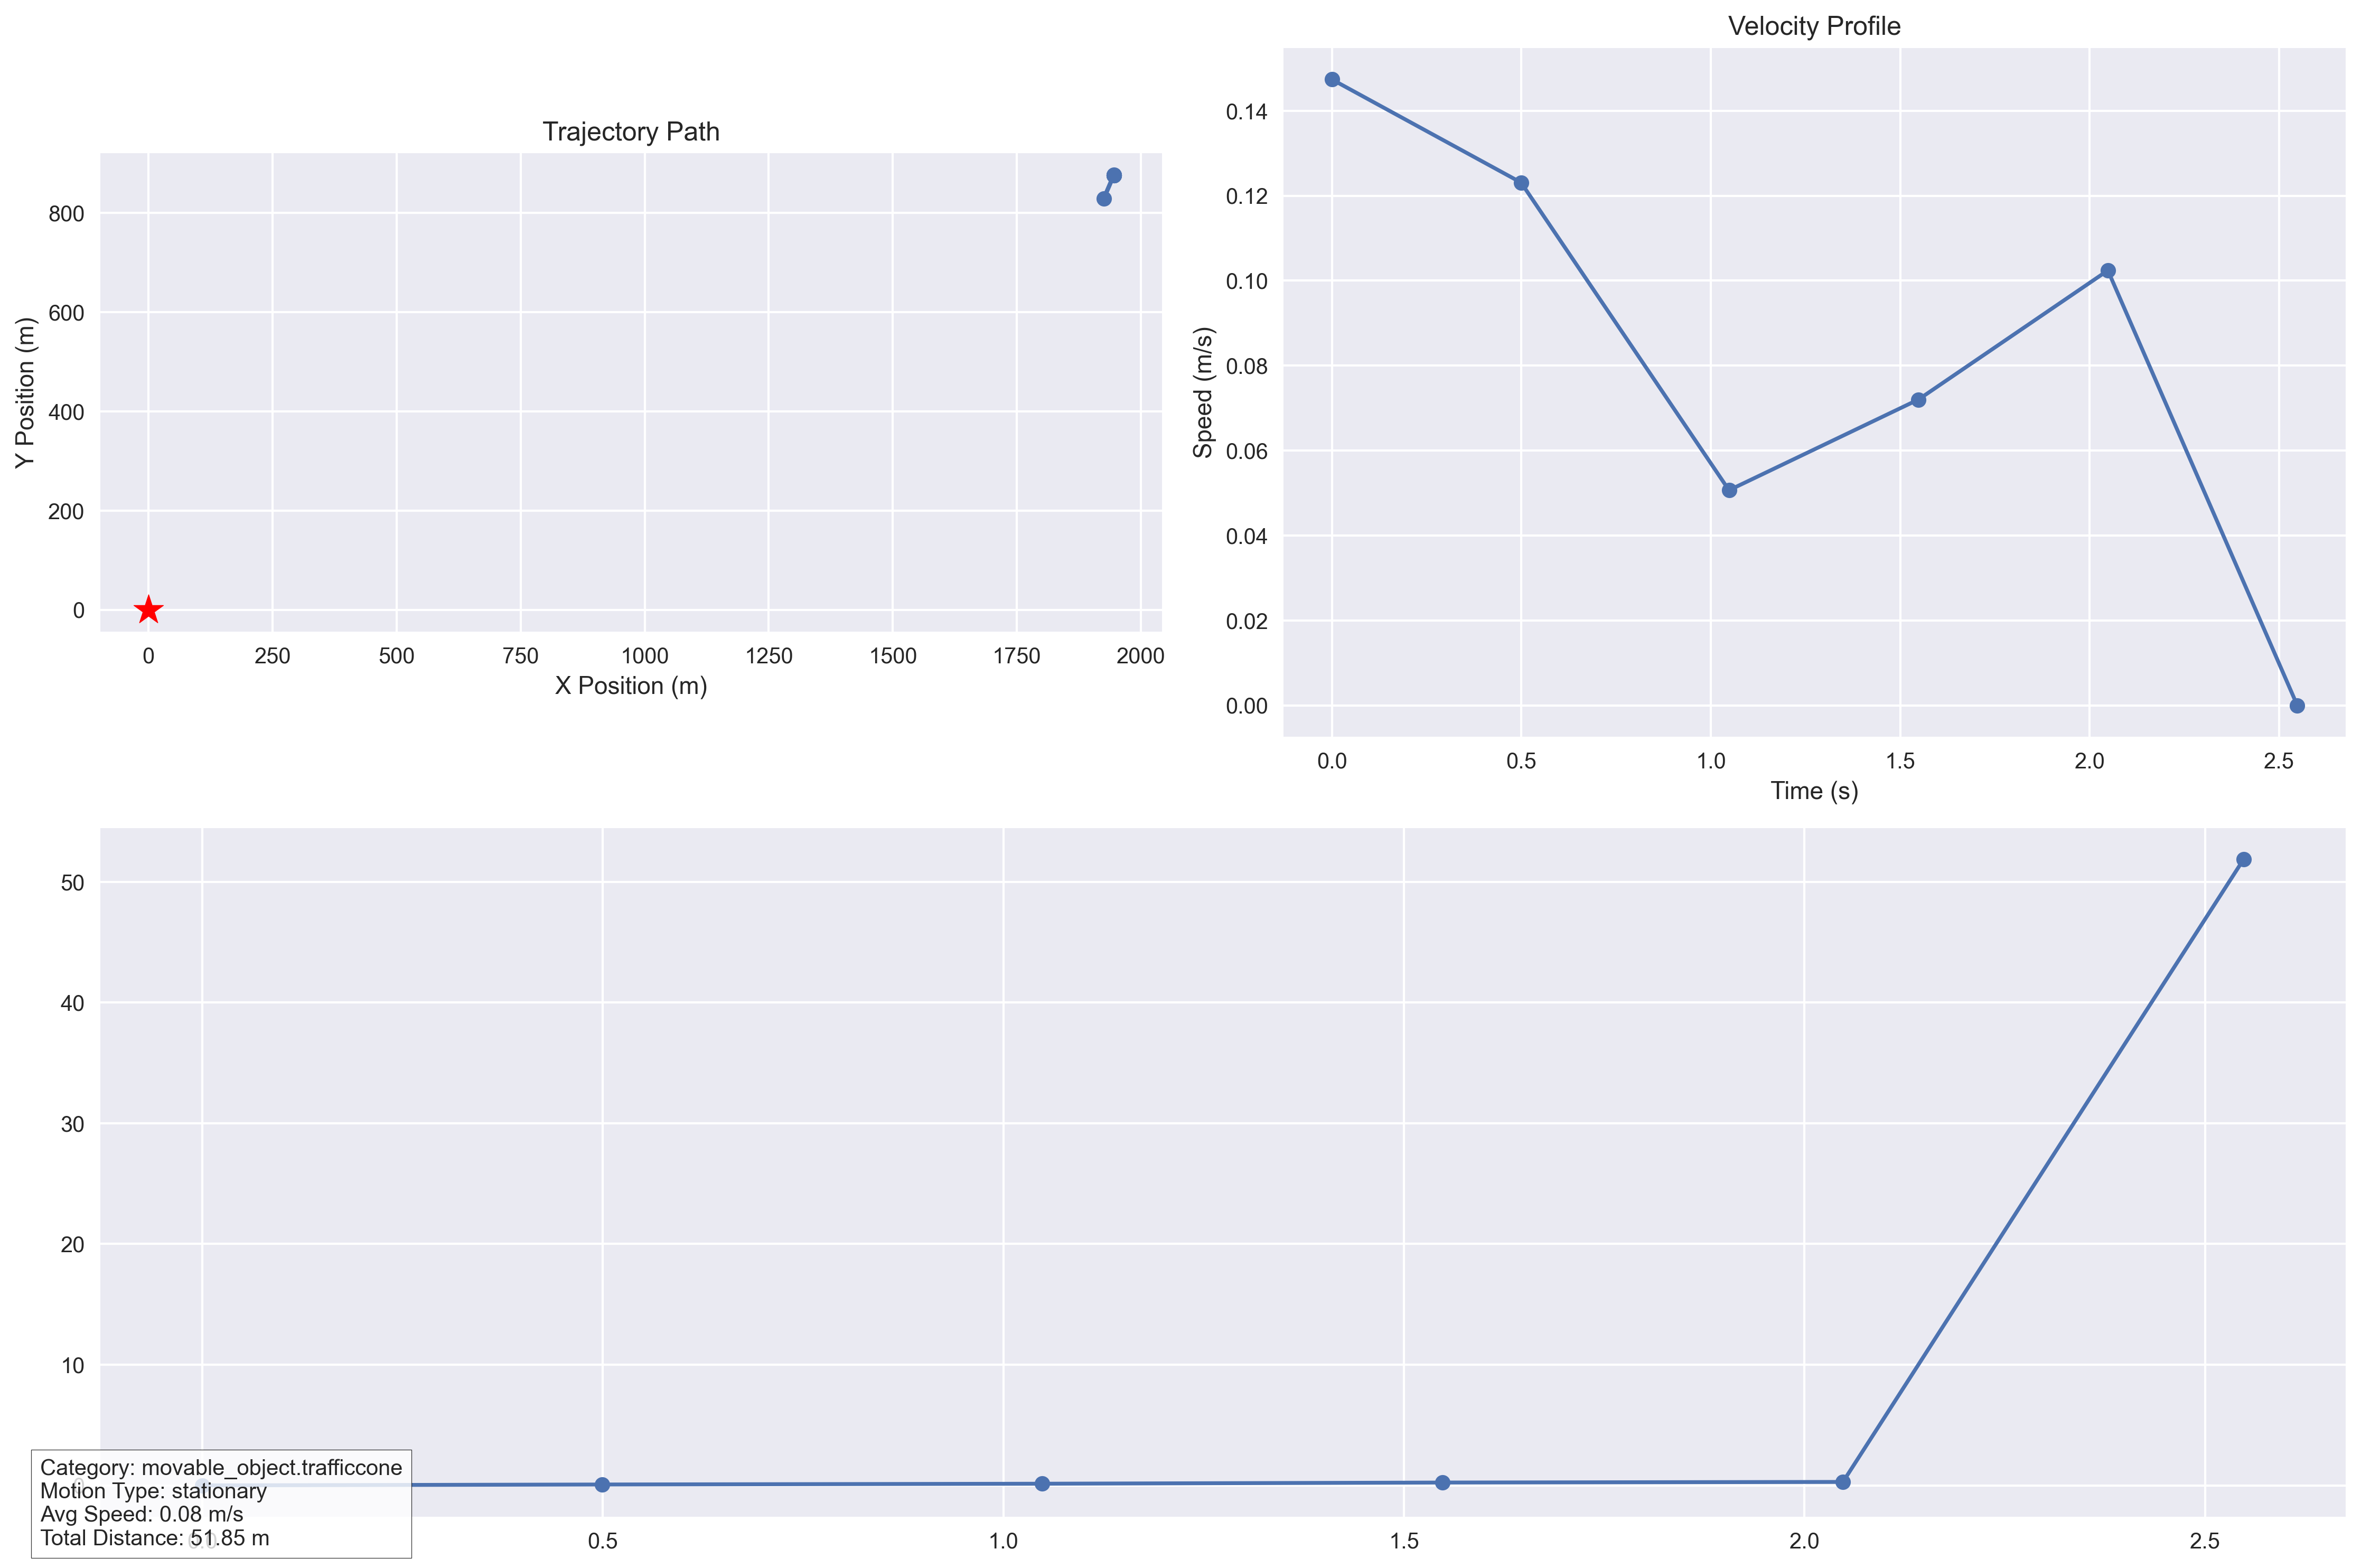 Trajectory Path
Y Position (m)
800
600
400
200
0
0 250 500 750 1000 1250 1500 1750 2000
X Position (m)
Velocity Profile
Speed (m/s)
0.14
0.12
0.10
0.08
0.06
0.04
0.02
0.00
0.0 0.5 1.0 1.5 2.0 2.5
Time (s)
50
40
30
20
10
0
0.0 0.5 1.0 1.5 2.0 2.5
Category: movable_object.trafficcone
Motion Type: stationary
Avg Speed: 0.08 m/s
Total Distance: 51.85 m